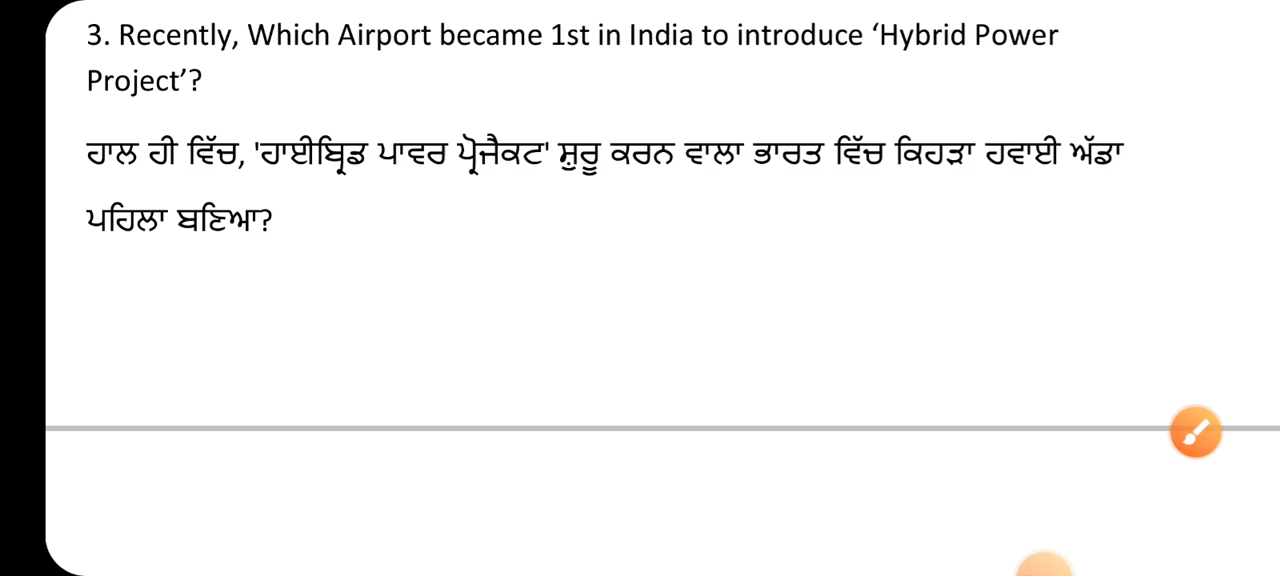 3. Recently, Which Airport became 1st in India to introduce ‘Hybrid Power
Project’?
ਹਾਲ ਹੀ ਵਿੱਚ, 'ਹਾਈਬ੍ਰਿਡ ਪਾਵਰ ਪ੍ਰੋਜੈਕਟ' ਸ਼ੁਰੂ ਕਰਨ ਵਾਲਾ ਭਾਰਤ ਵਿੱਚ ਕਿਹੜਾ ਹਵਾਈ ਅੱਡਾ
ਪਹਿਲਾ ਬਣਿਆ?